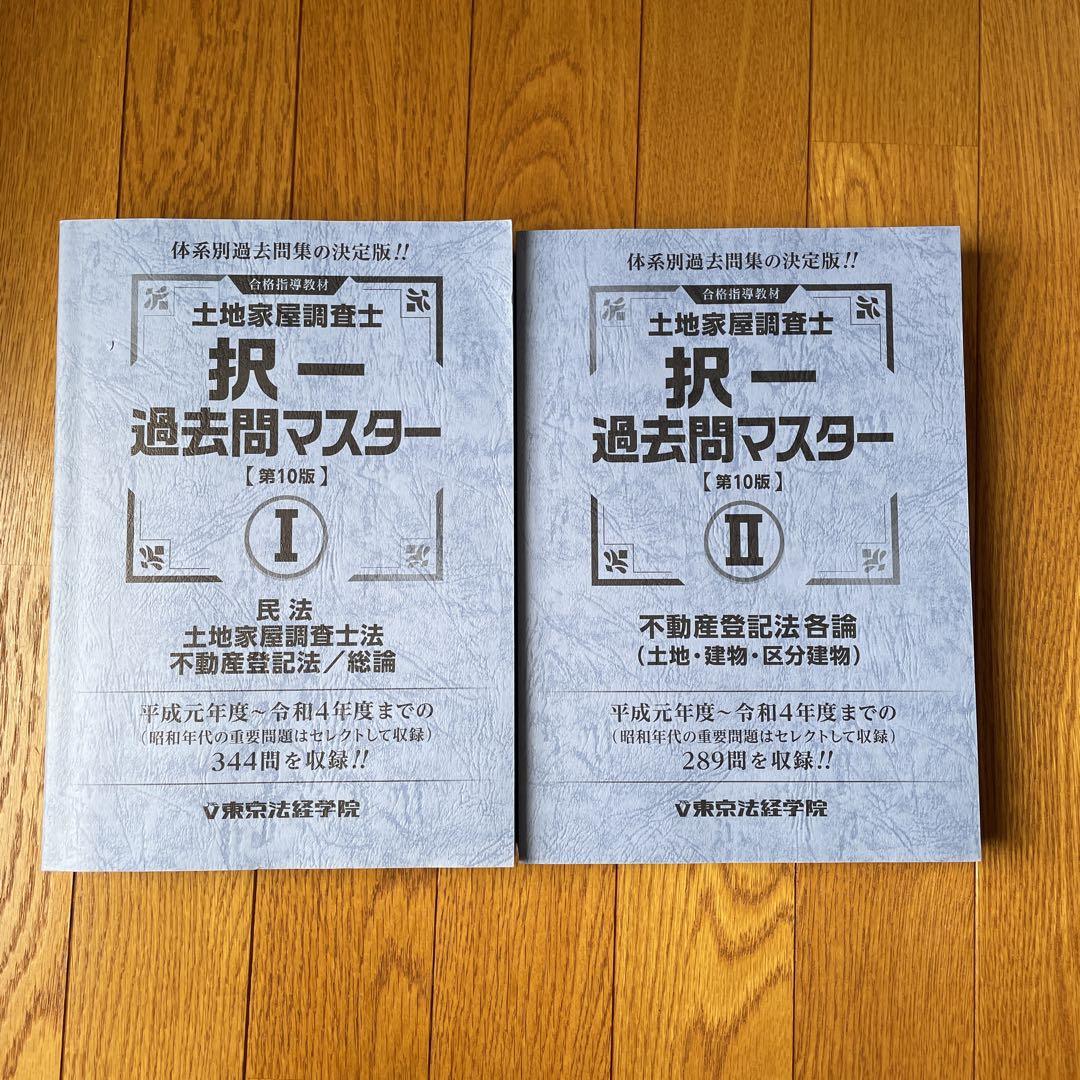 体系別過去問集の決定版!!
合格指導教材
土地家屋調査士
択一
過去問マスター
【第10版】
I
民法
土地家屋調査士法
不動産登記法／総論
平成元年度～令和4年度までの
(昭和年代の重要問題はセレクトして収録)
344問を収録!!
東京法経学院
体系別過去問集の決定版!!
合格指導教材
土地家屋調査士
択一
過去問マスター
【第10版】
II
不動産登記法各論
(土地・建物・区分建物)
平成元年度～令和4年度までの
(昭和年代の重要問題はセレクトして収録)
289問を収録!!
東京法経学院